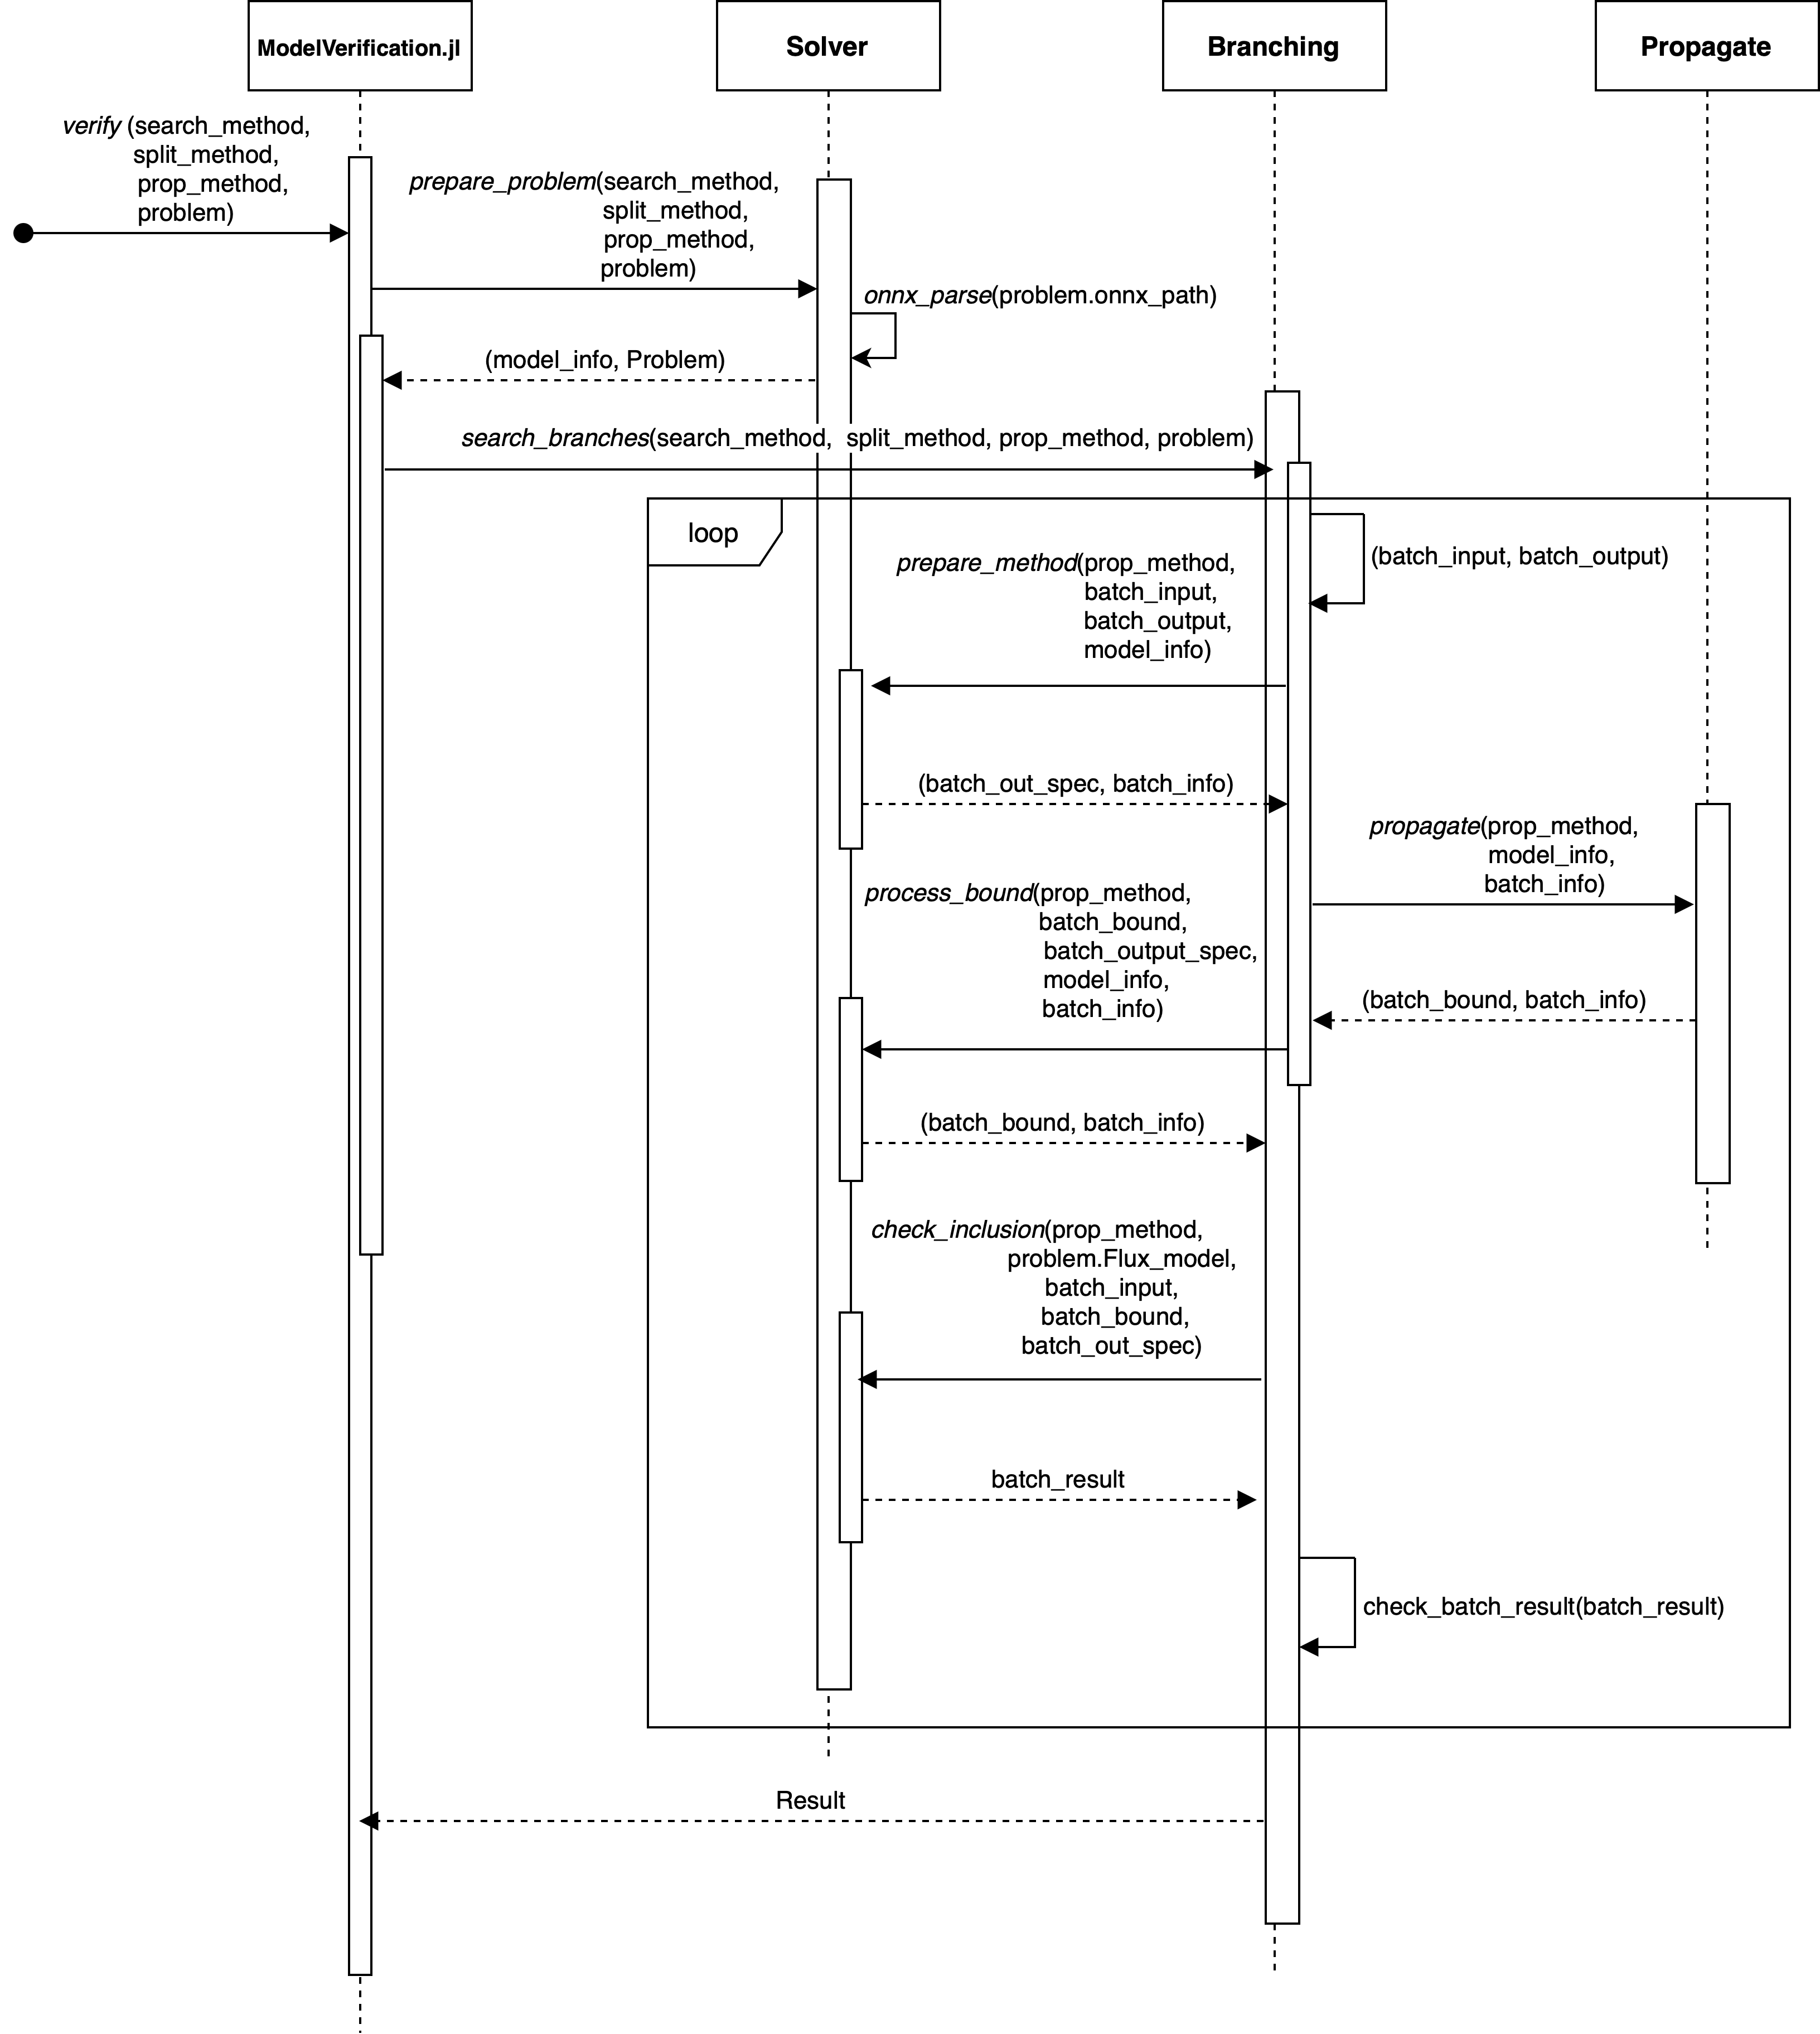 ModelVerification.jl
Solver
Branching
Propagate
verify (search_method,
split_method,
prop_method,
problem)
prepare_problem(search_method,
split_method,
prop_method,
problem)
onnx_parse(problem.onnx_path)
(model_info, Problem)
search_branches(search_method, split_method, prop_method, problem)
loop
(batch_input, batch_output)
prepare_method(prop_method,
batch_input,
batch_output,
model_info)
(batch_out_spec, batch_info)
propagate(prop_method,
model_info,
batch_info)
process_bound(prop_method,
batch_bound,
batch_output_spec,
model_info,
batch_info)
(batch_bound, batch_info)
(batch_bound, batch_info)
check_inclusion(prop_method,
problem.Flux_model,
batch_input,
batch_bound,
batch_out_spec)
batch_result
check_batch_result(batch_result)
Result